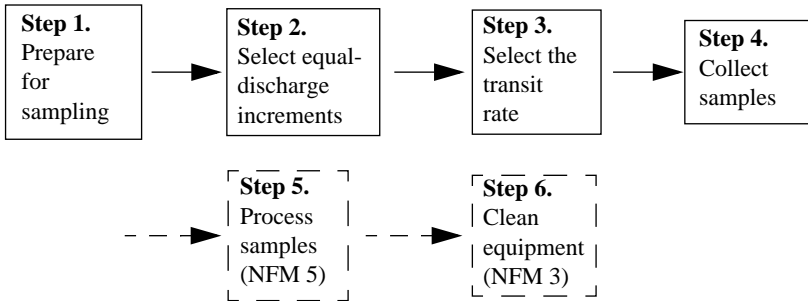 Step 1.
Prepare
for
sampling
Step 2.
Select equal-
discharge
increments
Step 3.
Select the
transit
rate
Step 4.
Collect
samples
Step 5.
Process
samples
(NFM 5)
Step 6.
Clean
equipment
(NFM 3)